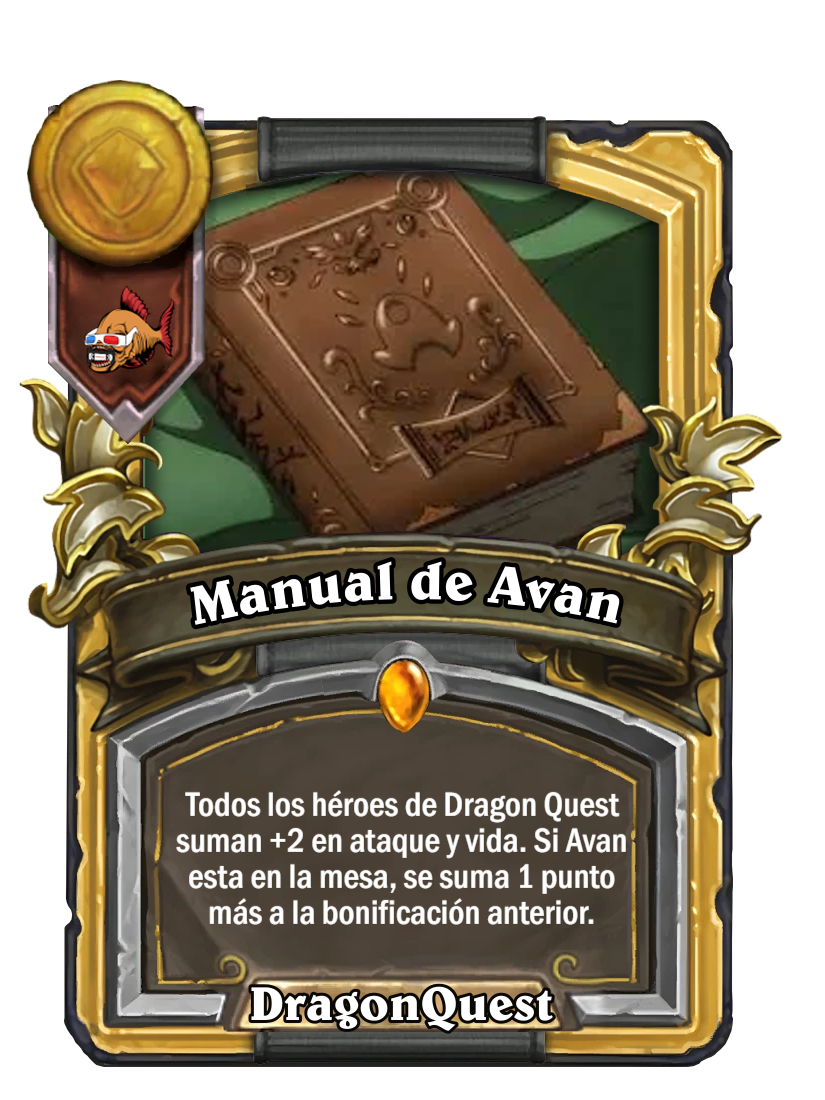 Manual de Avan
Todos los héroes de Dragon Quest
suman +2 en ataque y vida. Si Avan
esta en la mesa, se suma 1 punto
más a la bonificación anterior.
DragonQuest